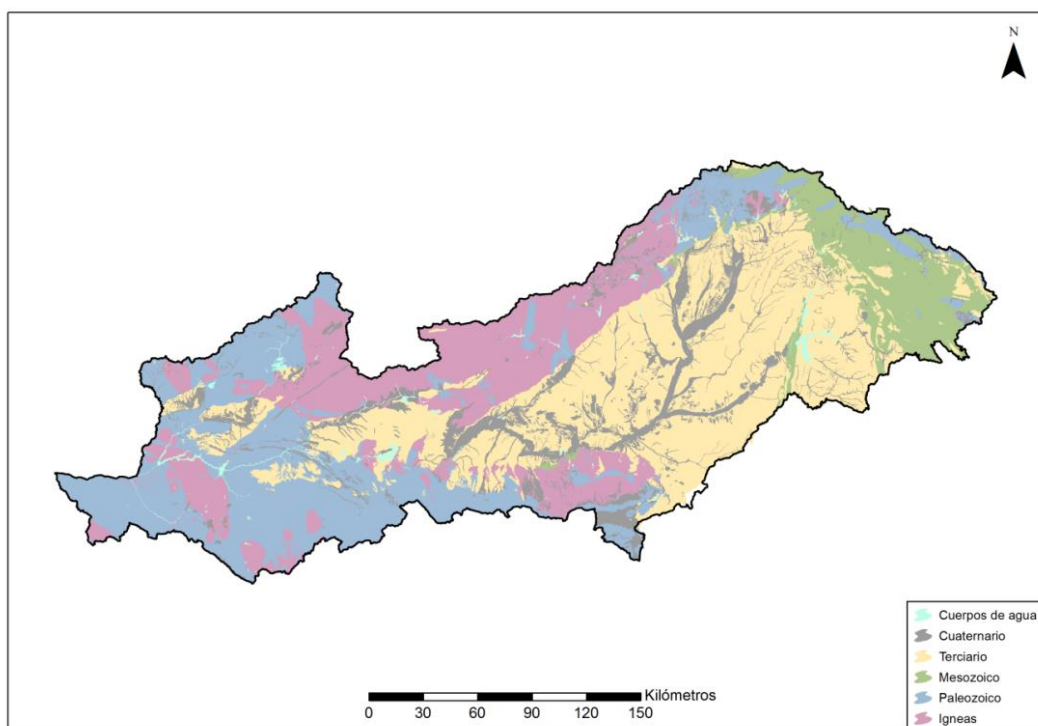 N
Cuerpos de agua
Cuaternario
Terciario
Mesozoico
Paleozoico
Igneas
Kilómetros
0 30 60 90 120 150